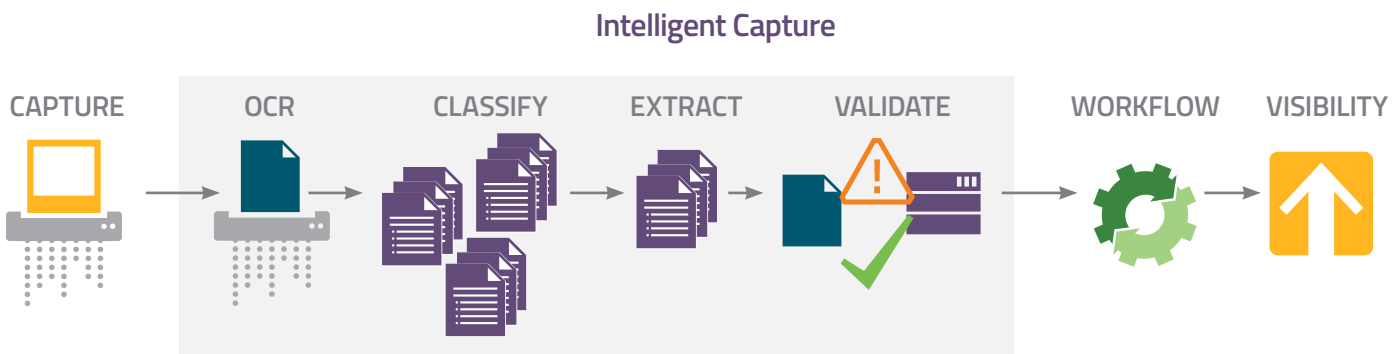 Intelligent Capture
CAPTURE
OCR
CLASSIFY
EXTRACT
VALIDATE
WORKFLOW
VISIBILITY